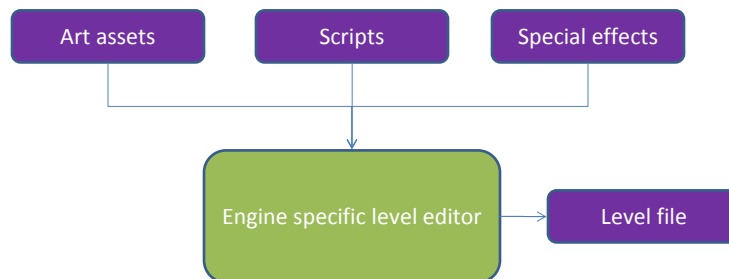 Art assets
Scripts
Special effects
Engine specific level editor
Level file